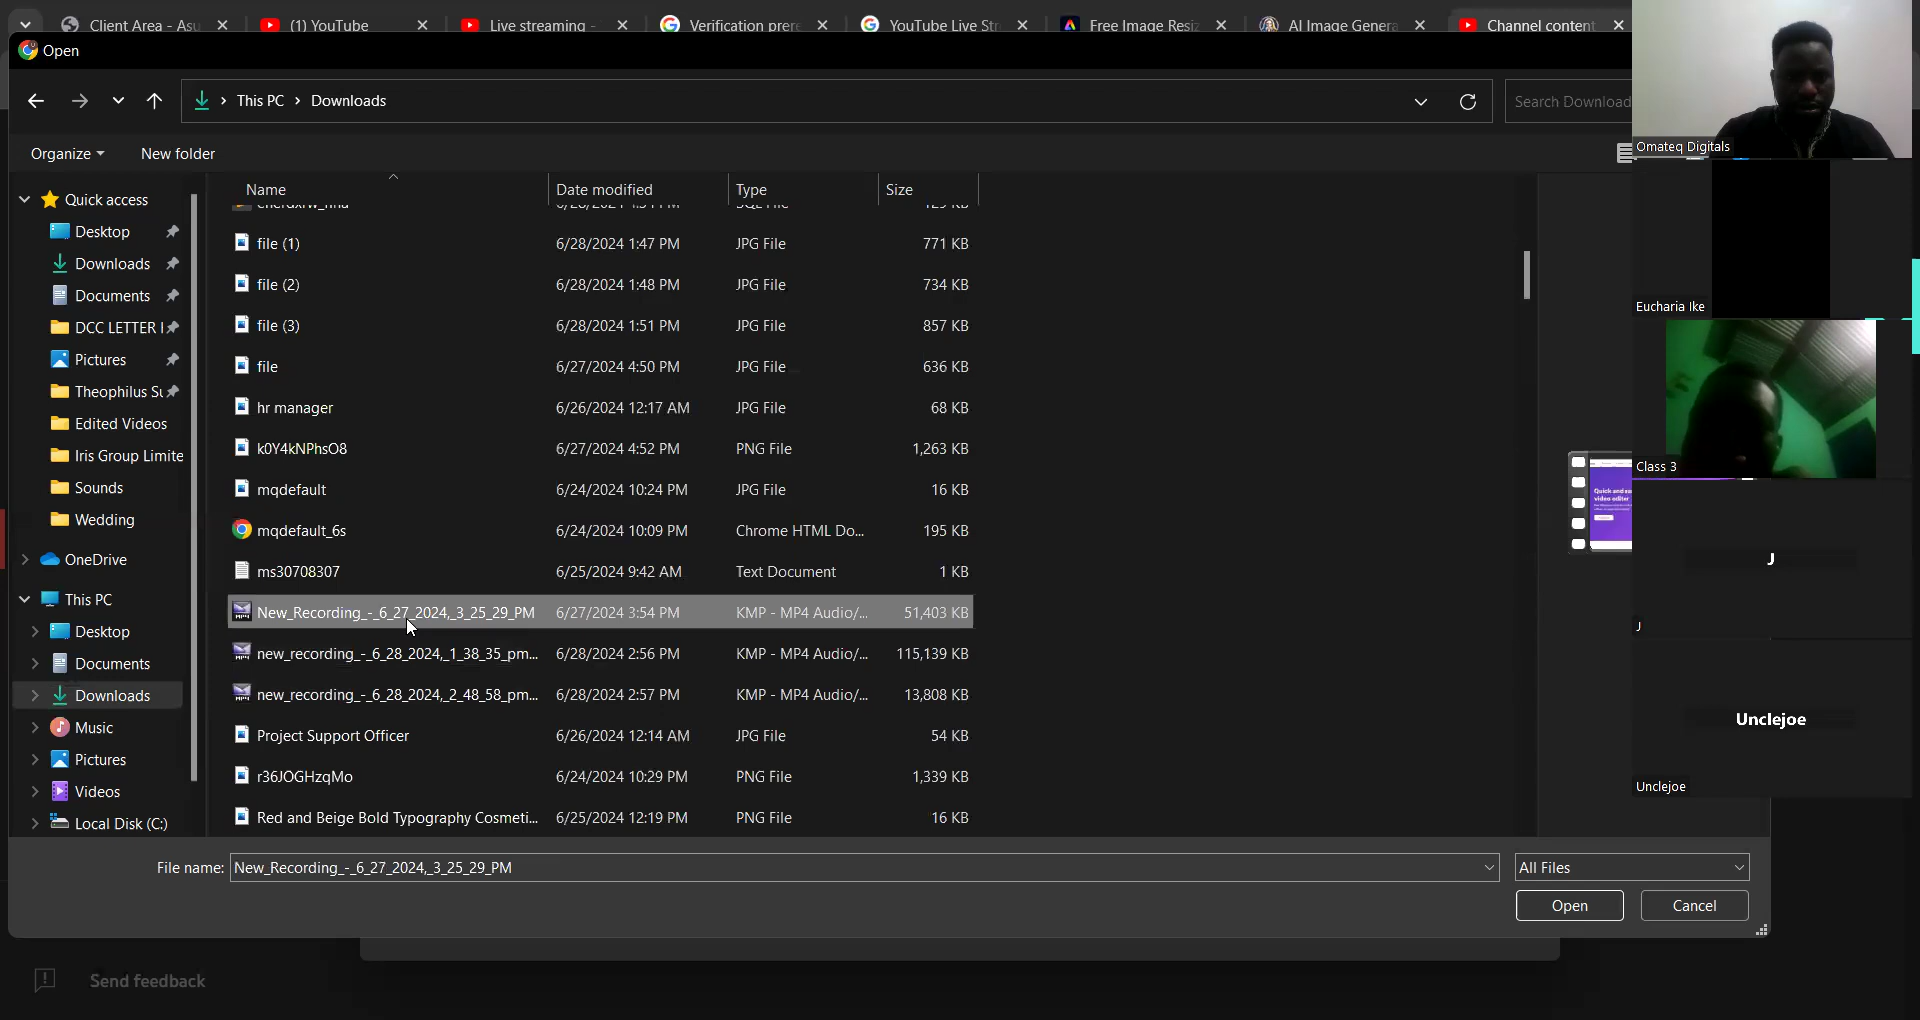 Client Area - Asu
(1) YouTube
Live streaming -
Verification prere
YouTube Live Str
Free Image Resiz
AI Image Genera
Channel content
Open
This PC > Downloads
Search Download
Organize
New folder
Omateq Digitals
Name
Date modified
Type
Size
Quick access
Desktop
Downloads
Documents
DCC LETTER
Pictures
Theophilus Su
Edited Videos
Iris Group Limite
Sounds
Wedding
OneDrive
This PC
Desktop
Documents
Downloads
Music
Pictures
Videos
Local Disk (C:)
file (1) 6/28/2024 1:47 PM JPG File 771 KB
file (2) 6/28/2024 1:48 PM JPG File 734 KB
file (3) 6/28/2024 1:51 PM JPG File 857 KB
file 6/27/2024 4:50 PM JPG File 636 KB
hr manager 6/26/2024 12:17 AM JPG File 68 KB
k0Y4kNPhsO8 6/27/2024 4:52 PM PNG File 1,263 KB
mqdefault 6/24/2024 10:24 PM JPG File 16 KB
mqdefault_6s 6/24/2024 10:09 PM Chrome HTML Do... 195 KB
ms30708307 6/25/2024 9:42 AM Text Document 1 KB
New_Recording_-_6_27_2024,_3_25_29_PM 6/27/2024 3:54 PM KMP - MP4 Audio/... 51,403 KB
new_recording_-_6_28_2024,_1_38_35_pm... 6/28/2024 2:56 PM KMP - MP4 Audio/... 115,139 KB
new_recording_-_6_28_2024,_2_48_58_pm... 6/28/2024 2:57 PM KMP - MP4 Audio/... 13,808 KB
Project Support Officer 6/26/2024 12:14 AM JPG File 54 KB
r36JOGHzqMo 6/24/2024 10:29 PM PNG File 1,339 KB
Red and Beige Bold Typography Cosmeti... 6/25/2024 12:19 PM PNG File 16 KB
Quick and ea
video editor
Eucharia Ike
Class 3
J
J
Unclejoe
Unclejoe
File name: New_Recording_-_6_27_2024,_3_25_29_PM
All Files
Open
Cancel
Send feedback